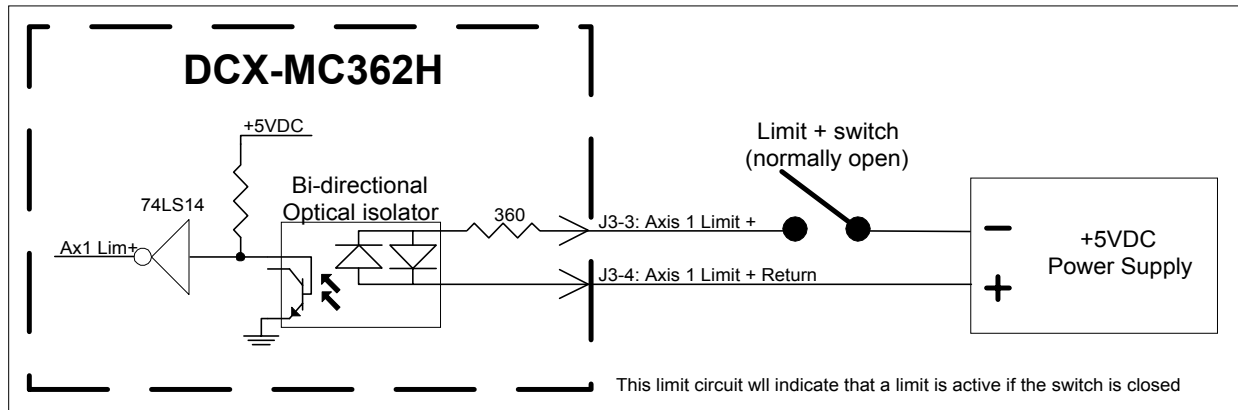 DCX-MC362H
+5VDC
74LS14
Bi-directional
Optical isolator
Ax1 Lim+
360
J3-3: Axis 1 Limit +
J3-4: Axis 1 Limit + Return
Limit + switch
(normally open)
-
+
+5VDC
Power Supply
This limit circuit wll indicate that a limit is active if the switch is closed